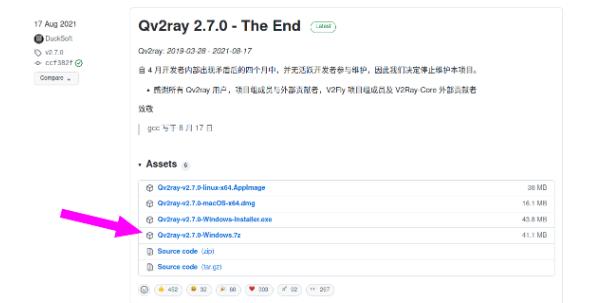 17 Aug 2021
DuckSoft
v2.7.0
ccf382f
Compare
Qv2ray 2.7.0 - The End
Latest
Qv2ray: 2019-03-28 - 2021-08-17
自 4 月开发者内部出现矛盾后的四个月中，并无活跃开发者参与维护，因此我们决定停止维护本项目。
• 感谢所有 Qv2ray 用户，项目组成员与外部贡献者，V2Fly 项目组成员及 V2Ray-Core 外部贡献者
致敬
gcc 写于 8 月 17 日
Assets 6
Qv2ray-v2.7.0-linux-x64.AppImage 38 MB
Qv2ray-v2.7.0-macOS-x64.dmg 16.1 MB
Qv2ray-v2.7.0-Windows-Installer.exe 43.8 MB
Qv2ray-v2.7.0-Windows.7z 41.1 MB
Source code (zip)
Source code (tar.gz)
452 32 68 309 92 267